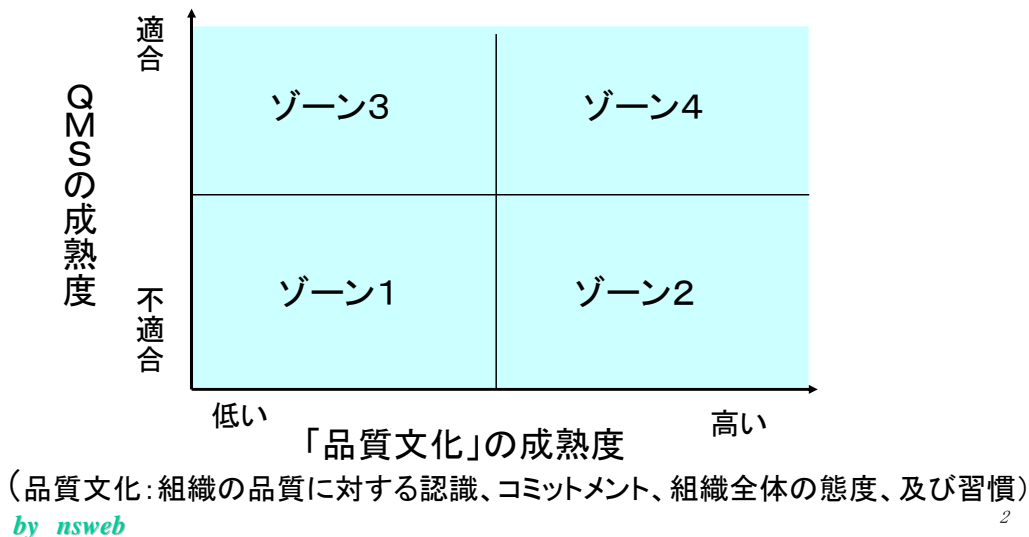 適合
QMSの成熟度
ゾーン3
ゾーン4
ゾーン1
ゾーン2
不適合
低い
高い
「品質文化」の成熟度
(品質文化:組織の品質に対する認識、コミットメント、組織全体の態度、及び習慣)
by nsweb
2